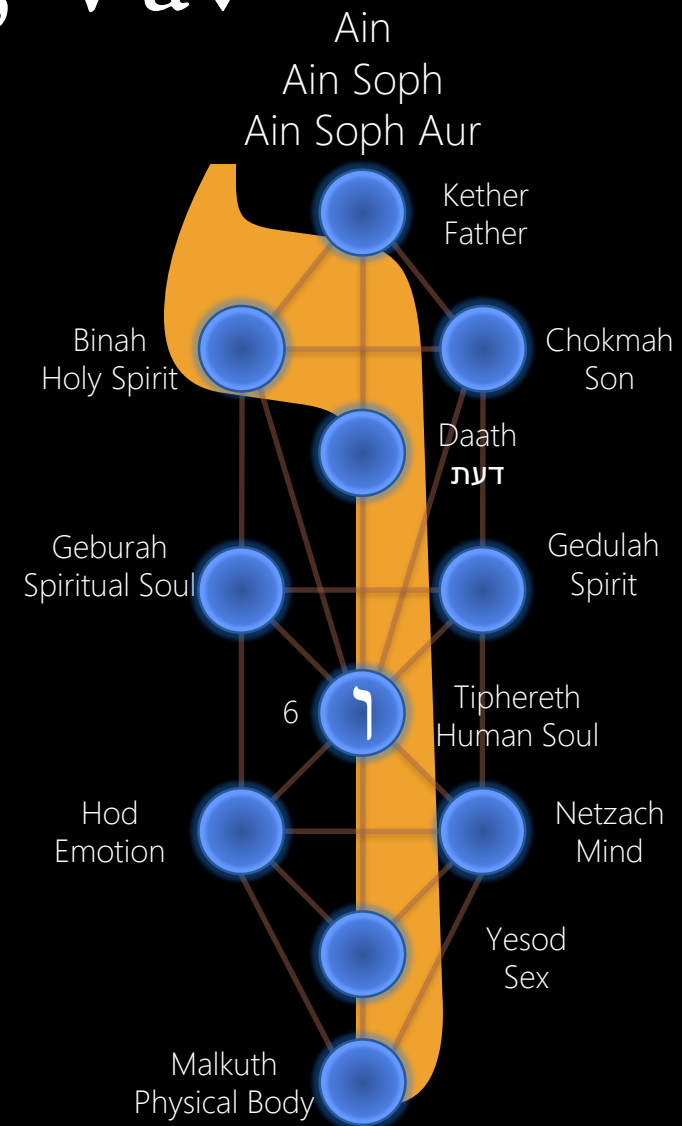 Vav
Ain
Ain Soph
Ain Soph Aur
Kether
Father
Binah
Holy Spirit
Chokmah
Son
Daath
דעת
Geburah
Spiritual Soul
Gedulah
Spirit
6
ו
Tiphereth
Human Soul
Hod
Emotion
Netzach
Mind
Yesod
Sex
Malkuth
Physical Body